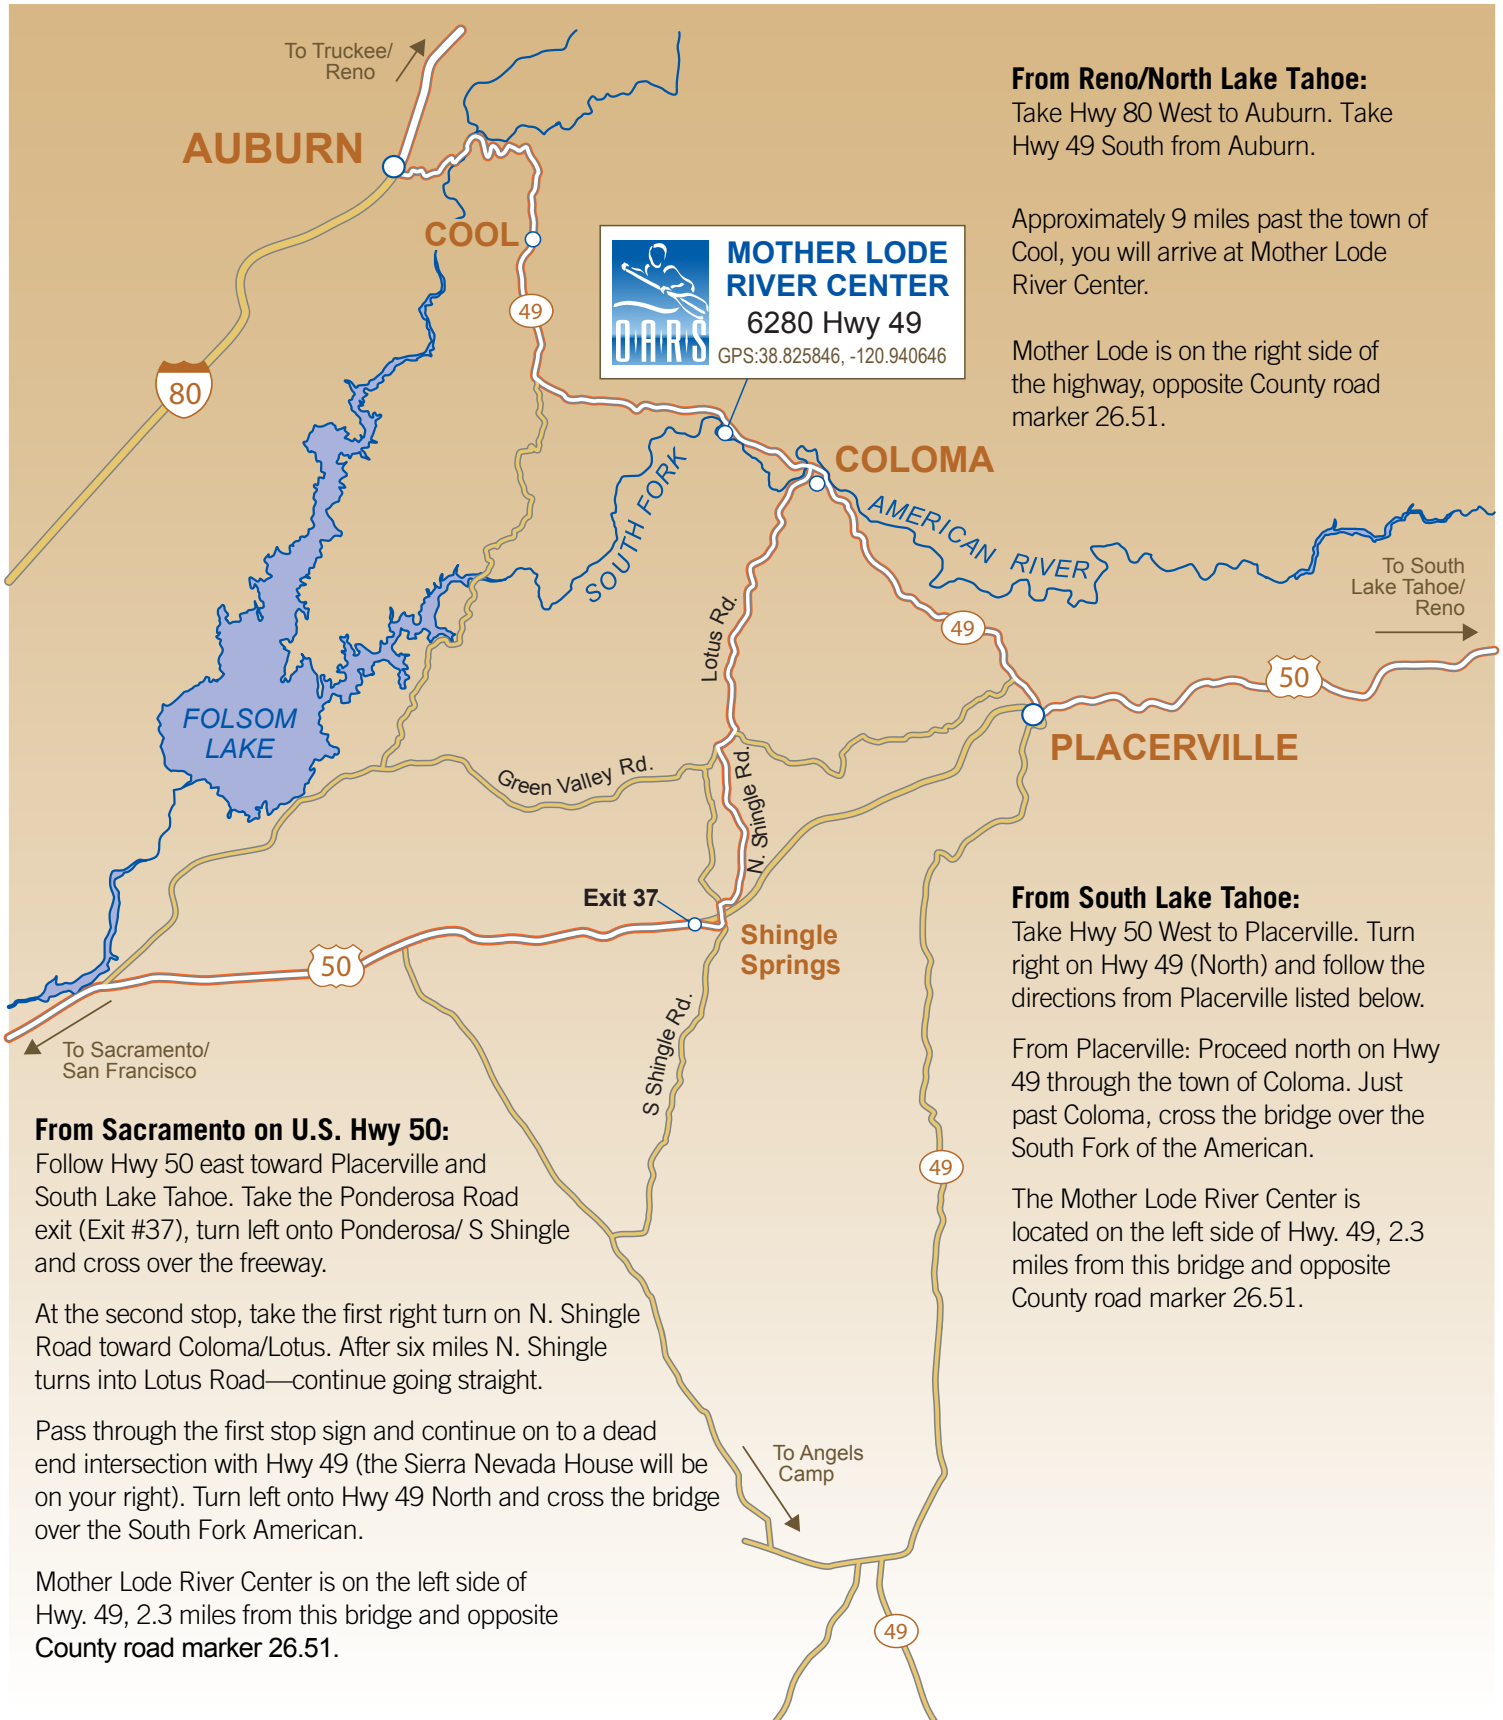 To Truckee/
Reno
AUBURN
COOL
49
80
MOTHER LODE
RIVER CENTER
6280 Hwy 49
GPS:38.825846, -120.940646
OARS
From Reno/North Lake Tahoe:
Take Hwy 80 West to Auburn. Take
Hwy 49 South from Auburn.
Approximately 9 miles past the town of
Cool, you will arrive at Mother Lode
River Center.
Mother Lode is on the right side of
the highway, opposite County road
marker 26.51.
COLOMA
SOUTH FORK
AMERICAN RIVER
To South
Lake Tahoe/
Reno
49
50
Lotus Rd.
FOLSOM
LAKE
PLACERVILLE
Green Valley Rd.
N. Shingle Rd.
Exit 37
Shingle
Springs
50
S Shingle Rd.
To Sacramento/
San Francisco
From South Lake Tahoe:
Take Hwy 50 West to Placerville. Turn
right on Hwy 49 (North) and follow the
directions from Placerville listed below.
From Placerville: Proceed north on Hwy
49 through the town of Coloma. Just
past Coloma, cross the bridge over the
South Fork of the American.
The Mother Lode River Center is
located on the left side of Hwy. 49, 2.3
miles from this bridge and opposite
County road marker 26.51.
49
From Sacramento on U.S. Hwy 50:
Follow Hwy 50 east toward Placerville and
South Lake Tahoe. Take the Ponderosa Road
exit (Exit #37), turn left onto Ponderosa/ S Shingle
and cross over the freeway.
At the second stop, take the first right turn on N. Shingle
Road toward Coloma/Lotus. After six miles N. Shingle
turns into Lotus Road—continue going straight.
Pass through the first stop sign and continue on to a dead
end intersection with Hwy 49 (the Sierra Nevada House will be
on your right). Turn left onto Hwy 49 North and cross the bridge
over the South Fork American.
Mother Lode River Center is on the left side of
Hwy. 49, 2.3 miles from this bridge and opposite
County road marker 26.51.
To Angels
Camp
49